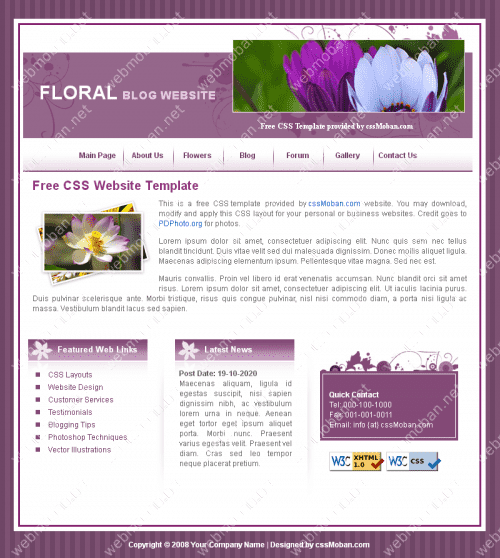 FLORAL BLOG WEBSITE
Free CSS Template provided by cssMoban.com
Main Page About Us Flowers Blog Forum Gallery Contact Us
Free CSS Website Template
This is a free CSS template provided by cssMoban.com website. You may download,
modify and apply this CSS layout for your personal or business websites. Credit goes to
PDPhoto.org for photos.
Lorem ipsum dolor sit amet, consectetuer adipiscing elit. Nunc quis sem nec tellus
blandit tincidunt. Duis vitae velit sed dui malesuada dignissim. Donec mollis aliquet ligula.
Maecenas adipiscing elementum ipsum. Pellentesque vitae magna. Sed nec est.
Mauris convallis. Proin vel libero id erat venenatis accumsan. Nunc blandit orci sit amet
risus. Lorem ipsum dolor sit amet, consectetuer adipiscing elit. Ut iaculis lacinia purus.
Duis pulvinar scelerisque ante. Morbi tristique, risus quis congue pulvinar, nisl nisi commodo diam, a porta nisi ligula ac
massa. Vestibulum blandit lacus sed sapien.
Featured Web Links
CSS Layouts
Website Design
Customer Services
Testimonials
Blogging Tips
Photoshop Techniques
Vector Illustrations
Latest News
Post Date: 19-10-2020
Maecenas aliquam, ligula id
egestas suscipit, nisi sapien
dignissim nibh, ac vestibulum
lorem urna in neque. Aenean
eget tortor eget ipsum aliquet
porta. Morbi nunc. Praesent
varius egestas velit. Praesent vel
diam. Cras sed leo tempor
neque placerat pretium.
Quick Contact
Tel: 000-100-1000
Fax: 001-001-0011
Email: info {at} cssMoban.com
W3C XHTML 1.0
W3C CSS
Copyright © 2008 Your Company Name | Designed by cssMoban.com
webmoban.net